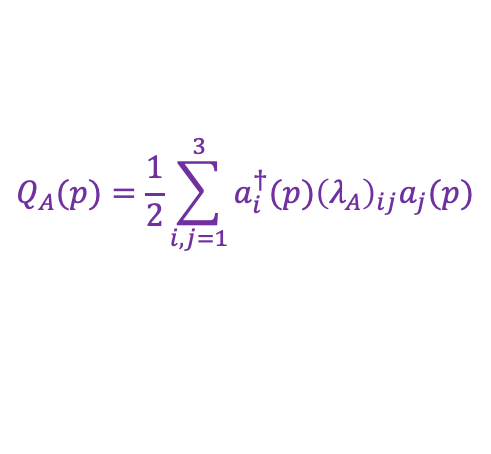 $Q_A(p) = \frac{1}{2} \sum_{i,j=1}^{3} a_i^\dagger(p)(\lambda_A)_{ij} a_j(p)$